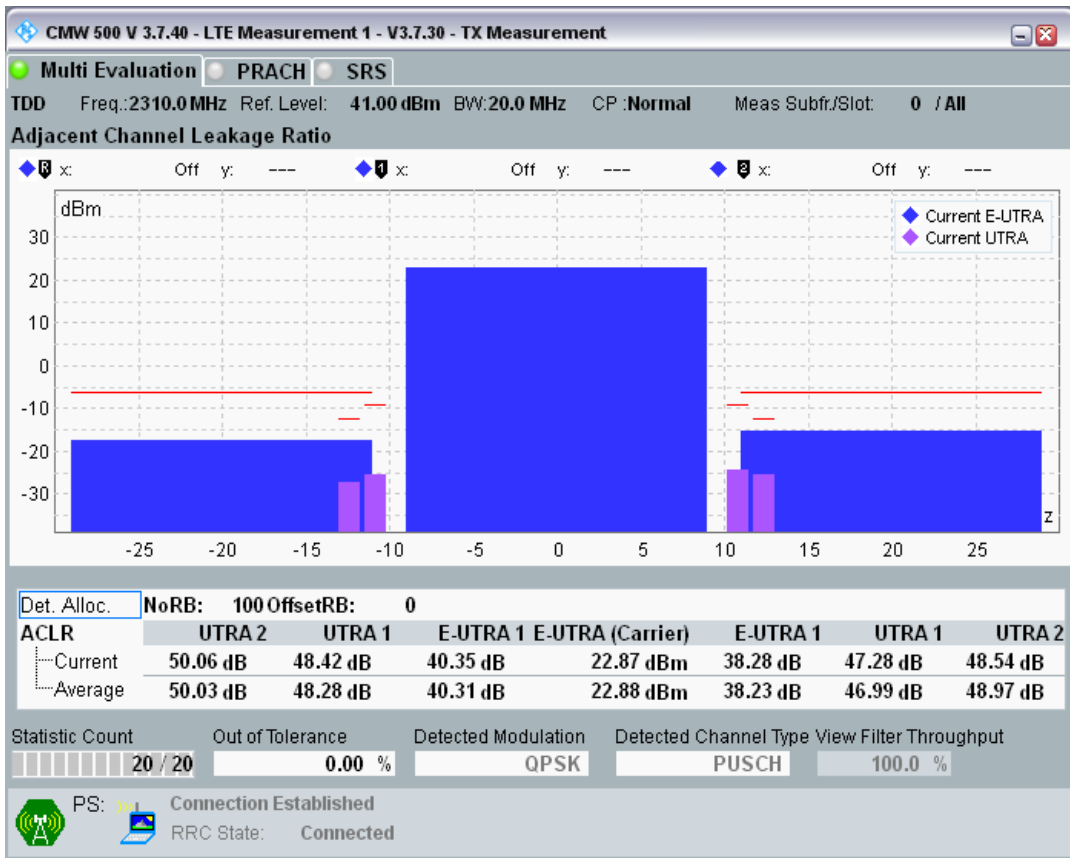 CMW 500 V 3.7.40 - LTE Measurement 1 - V3.7.30 - TX Measurement
Multi Evaluation PRACH SRS
TDD Freq.:2310.0 MHz Ref. Level: 41.00 dBm BW:20.0 MHz CP :Normal Meas Subfr./Slot: 0 / All
Adjacent Channel Leakage Ratio
R x: Off y: --- 1 x: Off y: --- 2 x: Off y: ---
dBm
Current E-UTRA
Current UTRA
30
20
10
0
-10
-20
-30
z
-25 -20 -15 -10 -5 0 5 10 15 20 25
Det. Alloc. NoRB: 100 OffsetRB: 0
ACLR UTRA 2 UTRA 1 E-UTRA 1 E-UTRA (Carrier) E-UTRA 1 UTRA 1 UTRA 2
Current 50.06 dB 48.42 dB 40.35 dB 22.87 dBm 38.28 dB 47.28 dB 48.54 dB
Average 50.03 dB 48.28 dB 40.31 dB 22.88 dBm 38.23 dB 46.99 dB 48.97 dB
Statistic Count Out of Tolerance Detected Modulation Detected Channel Type View Filter Throughput
20 / 20 0.00 % QPSK PUSCH 100.0 %
PS: Connection Established
RRC State: Connected